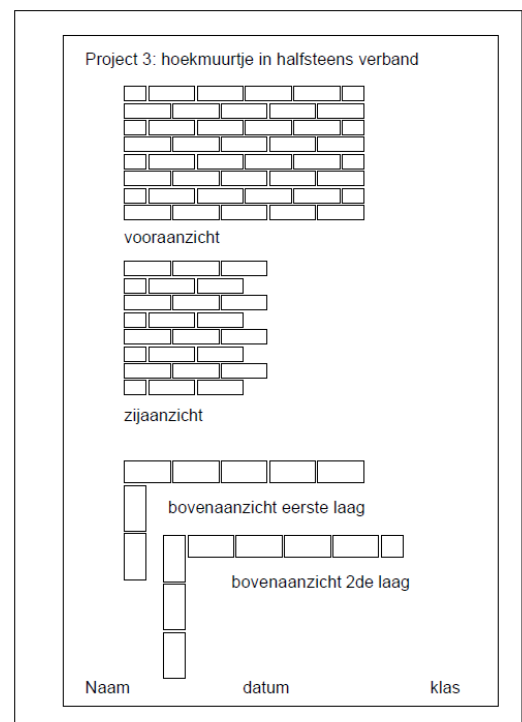 Project 3: hoekmuurtje in halfsteens verband
vooraanzicht
zijaanzicht
bovenaanzicht eerste laag
bovenaanzicht 2de laag
Naam datum klas